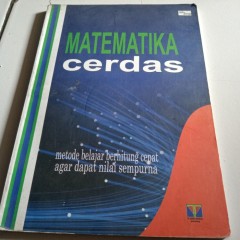 MATEMATIKA
cerdas
metode belajar berhitung cepat
agar dapat nilai sempurna